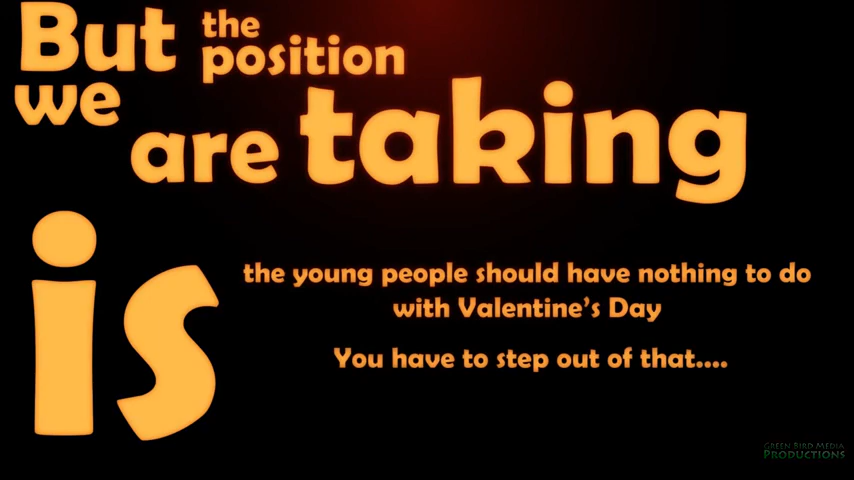 But the
position
we
are taking
is
the young people should have nothing to do
with Valentine's Day
You have to step out of that....
Green Bird Media
Productions